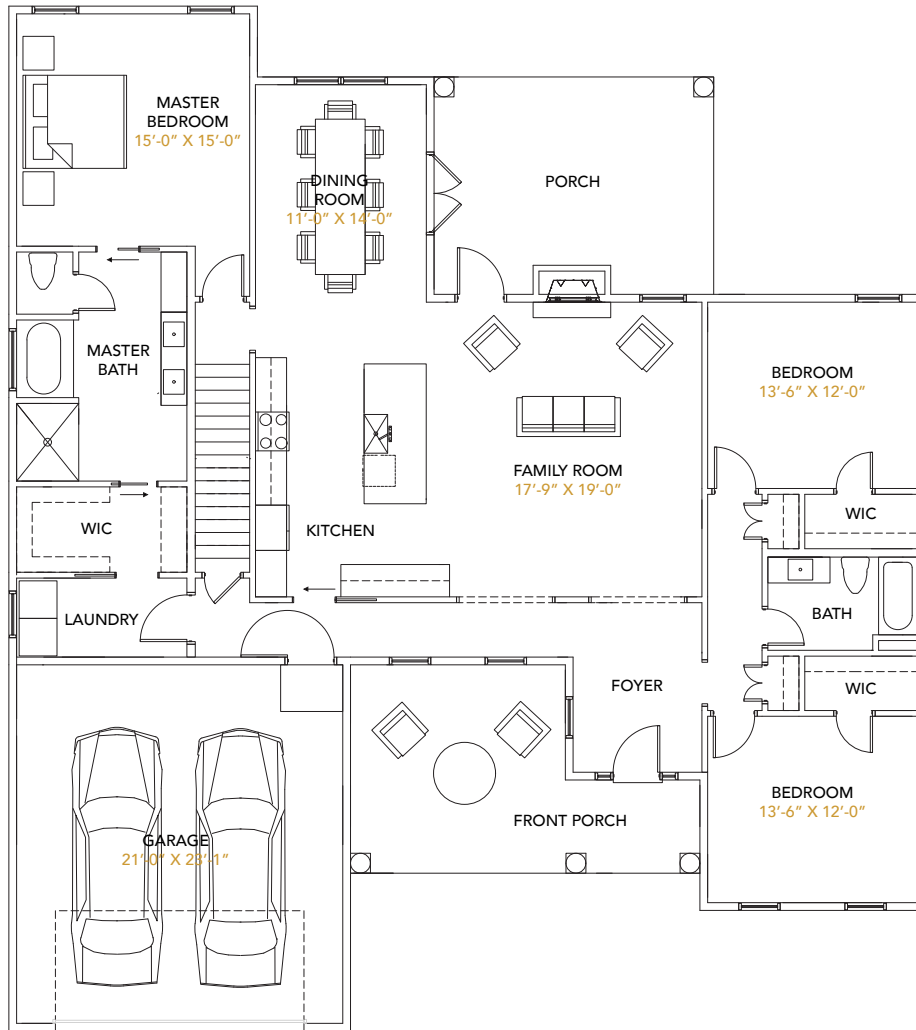 MASTER
BEDROOM
15'-0" X 15'-0"
DINING
ROOM
11'-0" X 14'-0"
PORCH
MASTER
BATH
BEDROOM
13'-6" X 12'-0"
FAMILY ROOM
17'-9" X 19'-0"
WIC
WIC
KITCHEN
LAUNDRY
BATH
FOYER
WIC
BEDROOM
13'-6" X 12'-0"
FRONT PORCH
GARAGE
21'-0" X 23'-1"